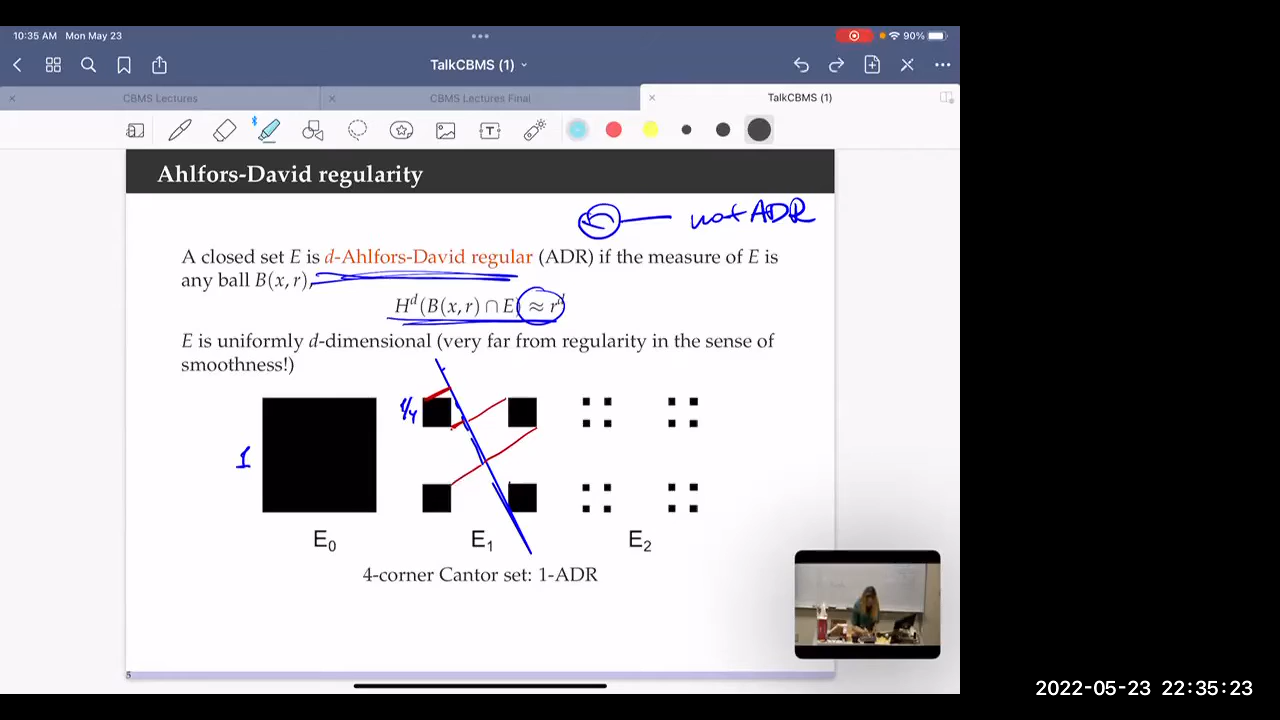 10:35 AM Mon May 23
90%
TalkCBMS (1)
CBMS Lectures
CBMS Lectures Final
TalkCBMS (1)
T
Ahlfors-David regularity
not ADR
A closed set E is d-Ahlfors-David regular (ADR) if the measure of E is
any ball B(x, r),
H^d(B(x, r) ∩ E) ≈ r^d
E is uniformly d-dimensional (very far from regularity in the sense of
smoothness!)
1/4
1
E₀
E₁
E₂
4-corner Cantor set: 1-ADR
5
2022-05-23 22:35:23